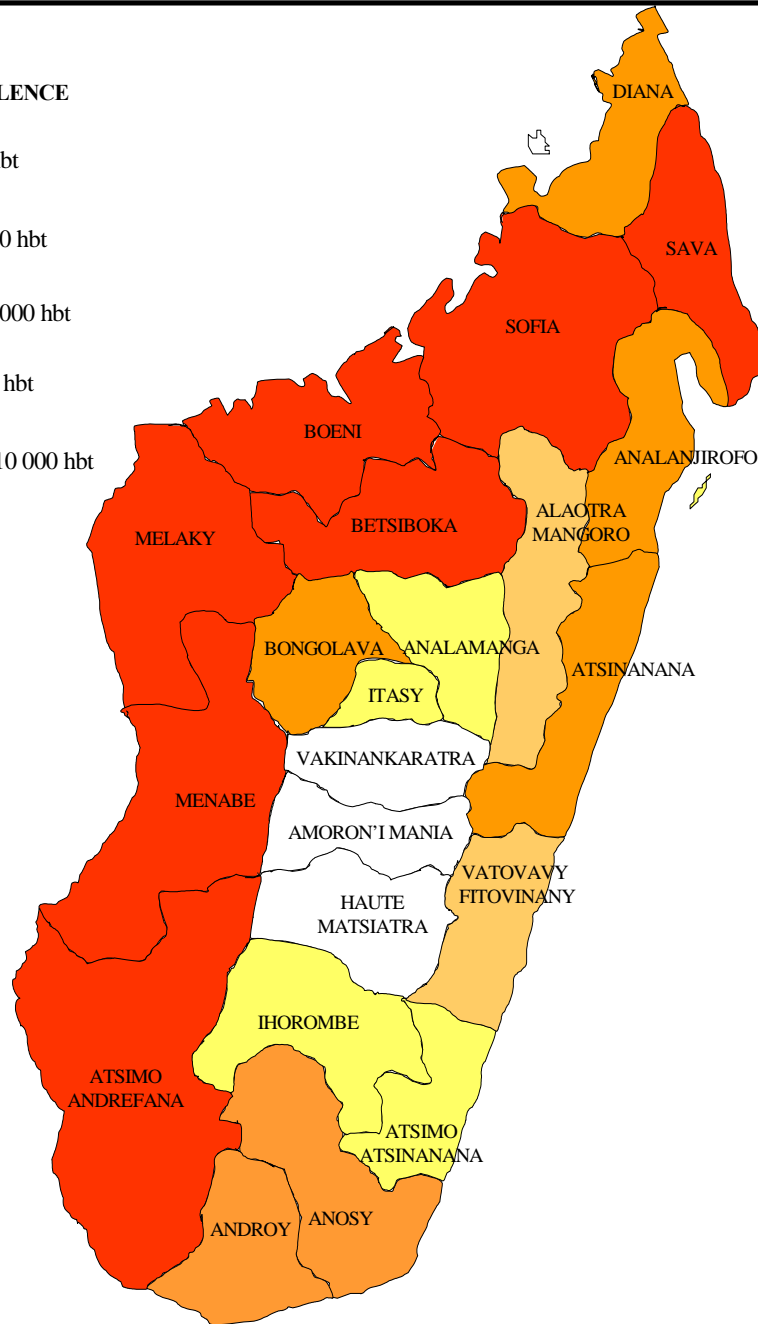 LENCE
DIANA
bt
0 hbt
SAVA
000 hbt
SOFIA
hbt
BOENI
10 000 hbt
ANALANJIROFO
ALAOTRA
MANGORO
BETSIBOKA
MELAKY
BONGOLAVA
ANALAMANGA
ATSINANANA
ITASY
VAKINANKARATRA
MENABE
AMORON'I MANIA
VATOVAVY
FITOVINANY
HAUTE
MATSIATRA
IHOROMBE
ATSIMO
ANDREFANA
ATSIMO
ATSINANANA
ANOSY
ANDROY